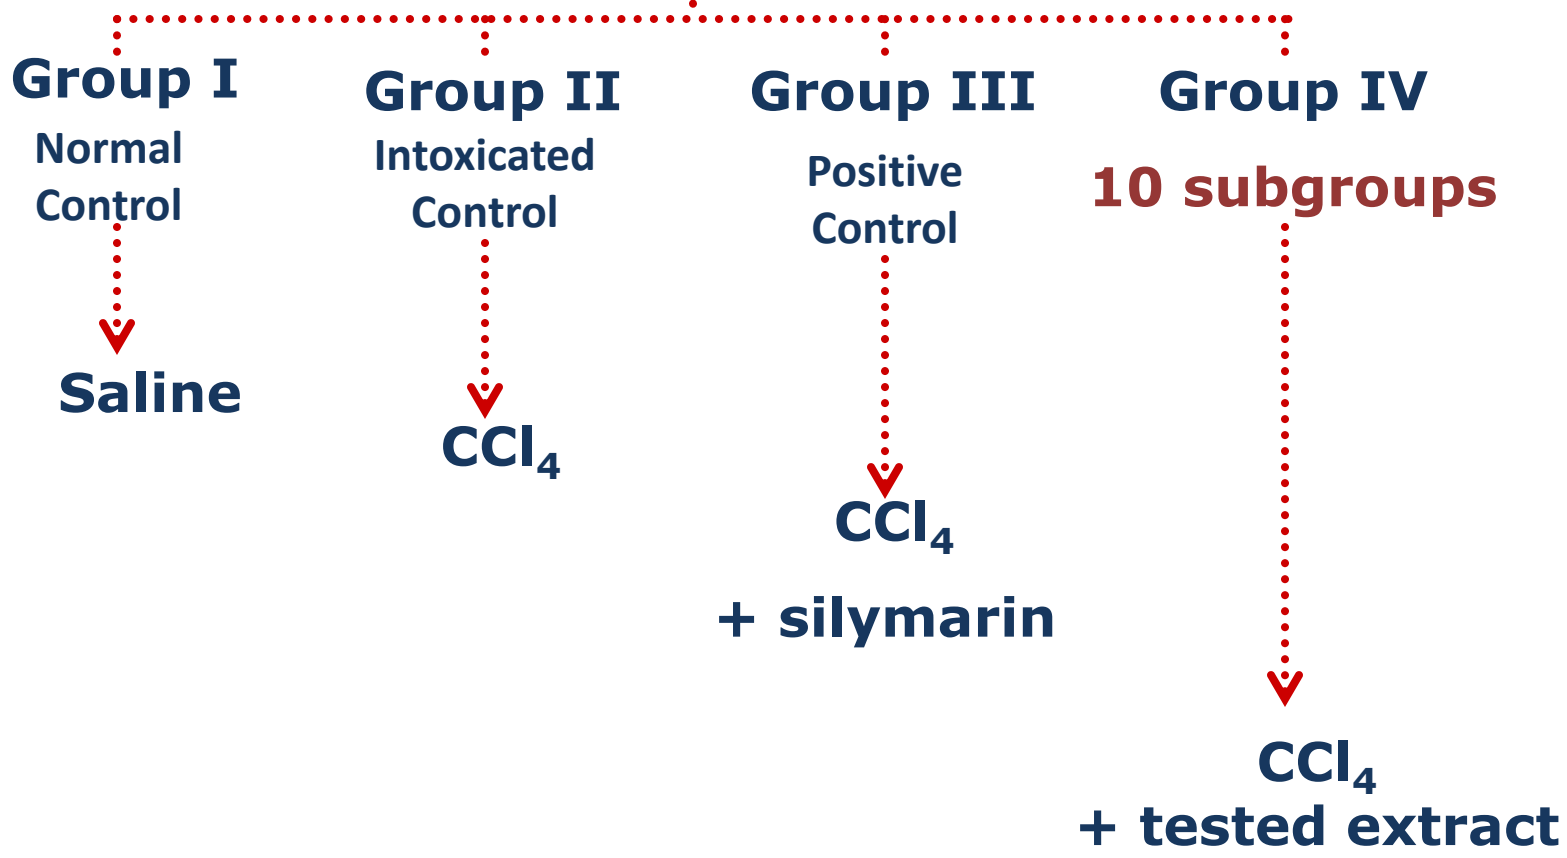 Group I
Normal
Control
Saline
Group II
Intoxicated
Control
CCl₄
Group III
Positive
Control
CCl₄
+ silymarin
Group IV
10 subgroups
CCl₄
+ tested extract